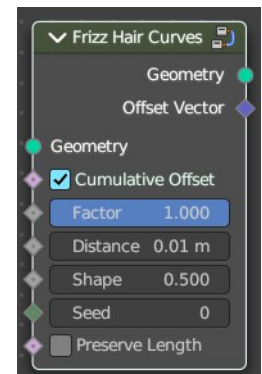 Frizz Hair Curves
Geometry
Offset Vector
Geometry
Cumulative Offset
Factor 1.000
Distance 0.01 m
Shape 0.500
Seed 0
Preserve Length